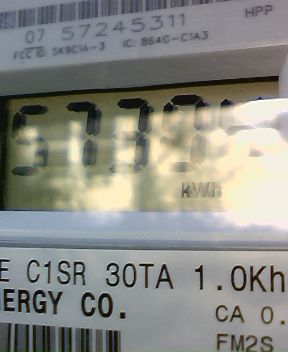 HPP
07 57245311
FCC ID: SK9C1A-3 IC: 864G-C1A3
kWh
E C1SR 30TA 1.0Kh
ERGY CO.
CA 0.
FM2S